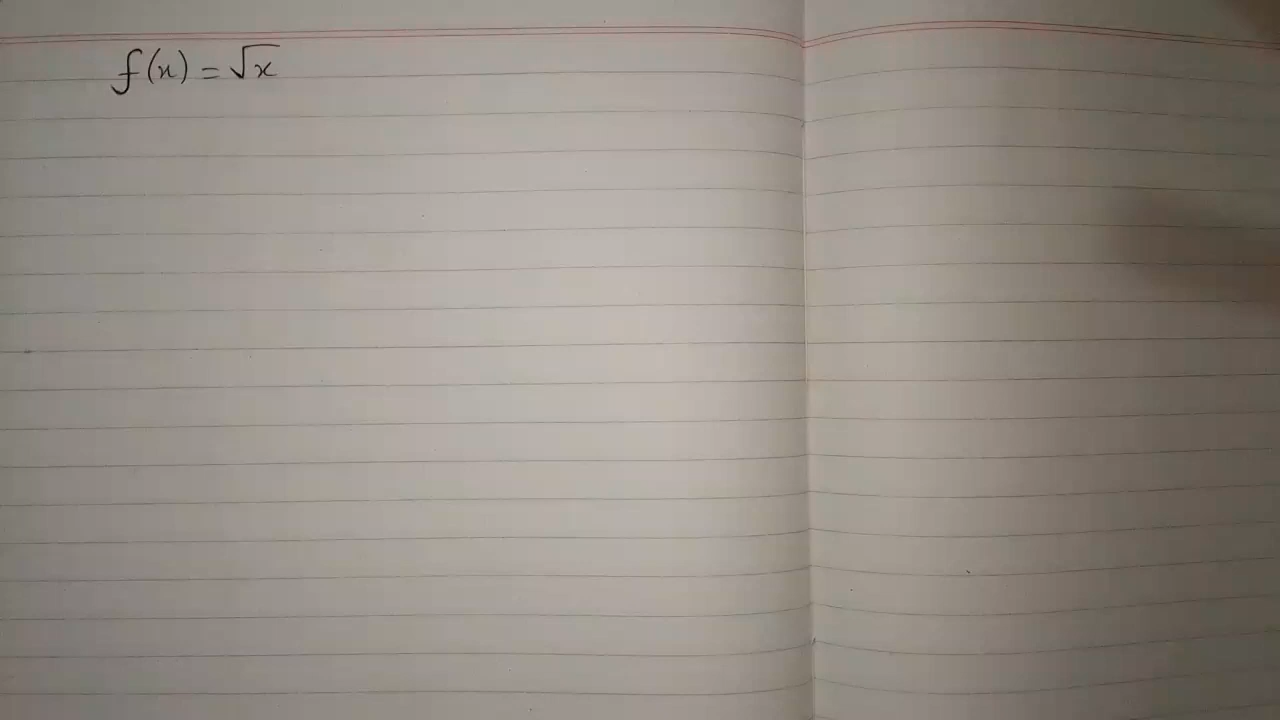 f(x) = √x